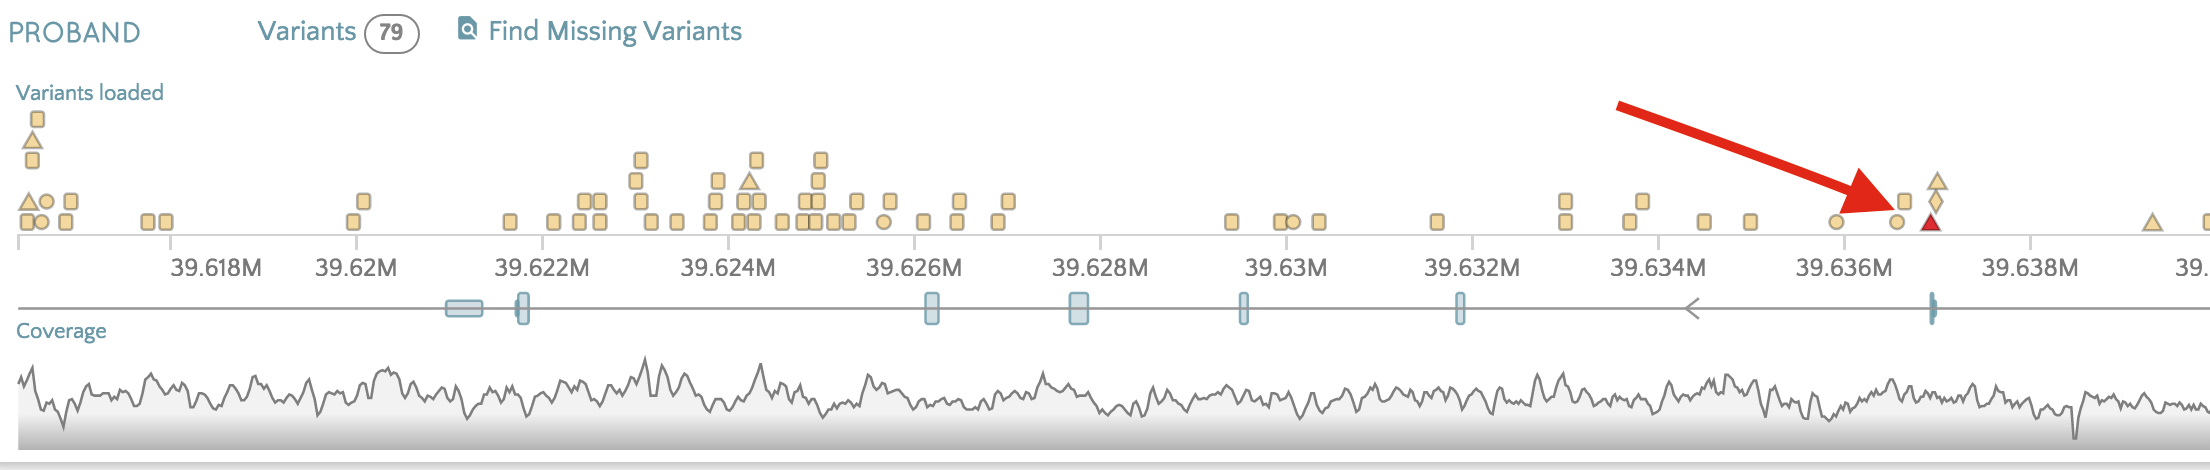 PROBAND Variants 79 Find Missing Variants
Variants loaded
39.618M 39.62M 39.622M 39.624M 39.626M 39.628M 39.63M 39.632M 39.634M 39.636M 39.638M 39.
Coverage